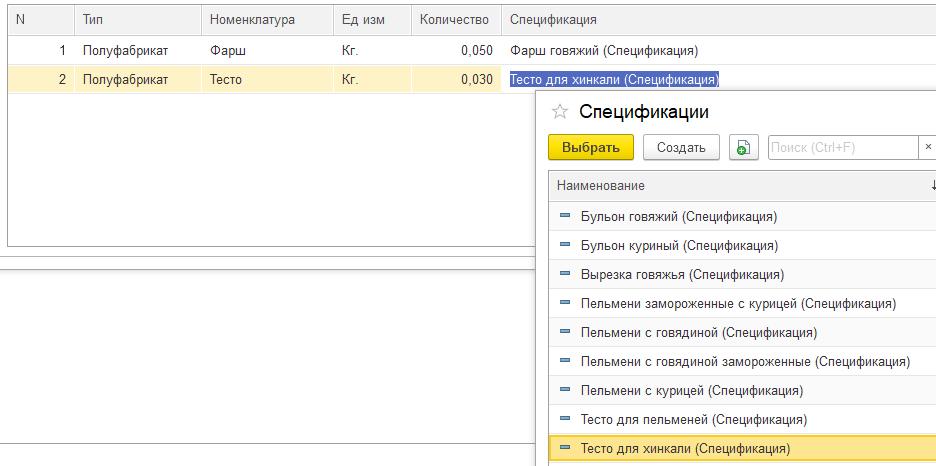 N Тип Номенклатура Ед изм Количество Спецификация
1 Полуфабрикат Фарш Кг. 0,050 Фарш говяжий (Спецификация)
2 Полуфабрикат Тесто Кг. 0,030 Тесто для хинкали (Спецификация)
Спецификации
Выбрать Создать Поиск (Ctrl+F) ×
Наименование ↓
Бульон говяжий (Спецификация)
Бульон куриный (Спецификация)
Вырезка говяжья (Спецификация)
Пельмени замороженные с курицей (Спецификация)
Пельмени с говядиной (Спецификация)
Пельмени с говядиной замороженные (Спецификация)
Пельмени с курицей (Спецификация)
Тесто для пельменей (Спецификация)
Тесто для хинкали (Спецификация)